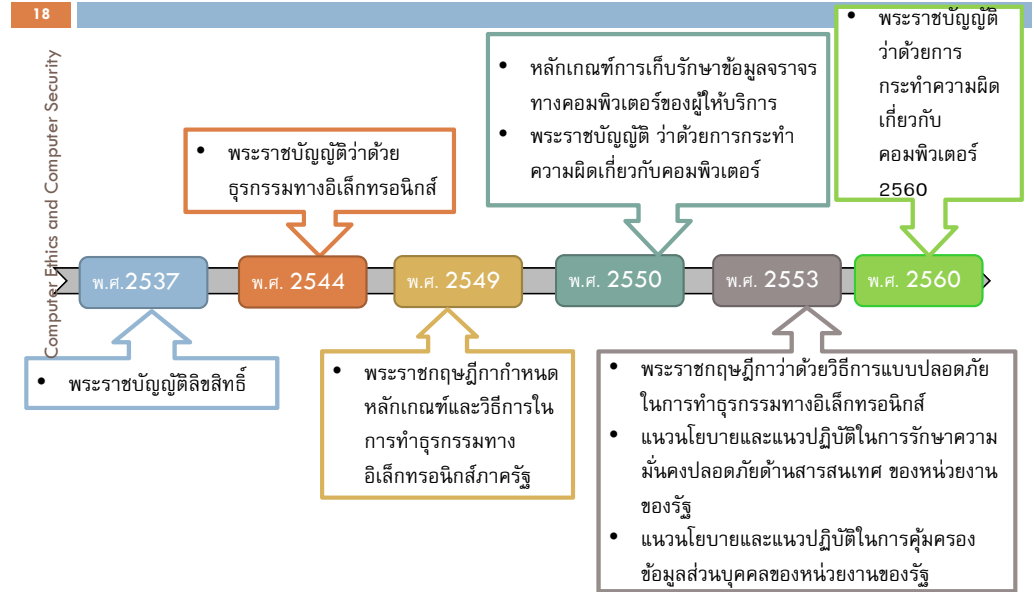 18
Computer Ethics and Computer Security
• พระราชบัญญัติ
ว่าด้วยการ
กระทำความผิด
เกี่ยวกับ
คอมพิวเตอร์
2560
• หลักเกณฑ์การเก็บรักษาข้อมูลจราจร
ทางคอมพิวเตอร์ของผู้ให้บริการ
• พระราชบัญญัติ ว่าด้วยการกระทำ
ความผิดเกี่ยวกับคอมพิวเตอร์
• พระราชบัญญัติว่าด้วย
ธุรกรรมทางอิเล็กทรอนิกส์
พ.ศ.2537
พ.ศ. 2544
พ.ศ. 2549
พ.ศ. 2550
พ.ศ. 2553
พ.ศ. 2560
• พระราชบัญญัติลิขสิทธิ์
• พระราชกฤษฎีกากำหนด
หลักเกณฑ์และวิธีการใน
การทำธุรกรรมทาง
อิเล็กทรอนิกส์ภาครัฐ
• พระราชกฤษฎีกาว่าด้วยวิธีการแบบปลอดภัย
ในการทำธุรกรรมทางอิเล็กทรอนิกส์
• แนวนโยบายและแนวปฏิบัติในการรักษาความ
มั่นคงปลอดภัยด้านสารสนเทศ ของหน่วยงาน
ของรัฐ
• แนวนโยบายและแนวปฏิบัติในการคุ้มครอง
ข้อมูลส่วนบุคคลของหน่วยงานของรัฐ